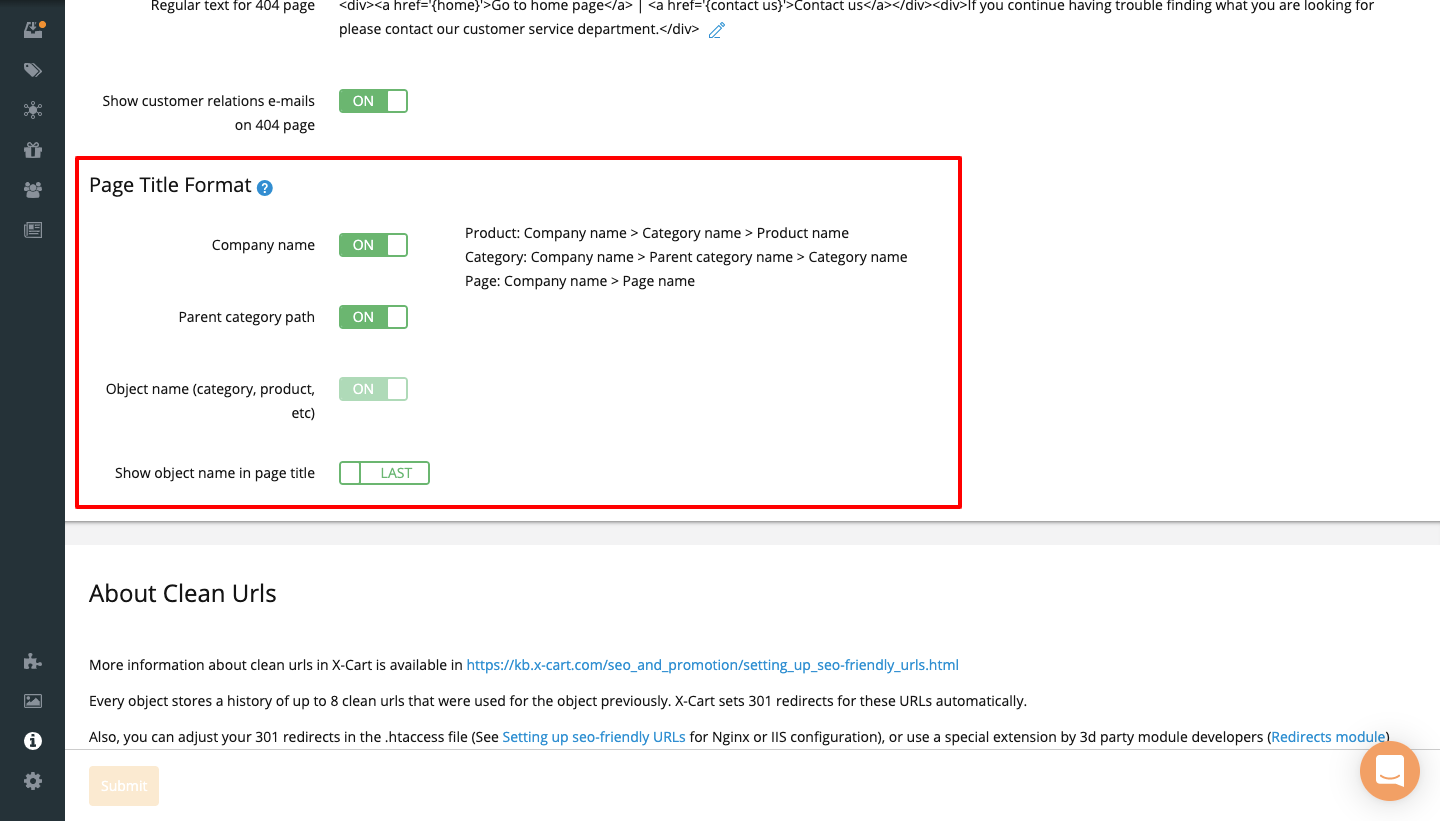 Regular text for 404 page
<div><a href='{home}'>Go to home page</a> | <a href='{contact us}'>Contact us</a></div><div>If you continue having trouble finding what you are looking for
please contact our customer service department.</div>
Show customer relations e-mails
on 404 page
ON
Page Title Format ?
Company name
ON
Product: Company name > Category name > Product name
Category: Company name > Parent category name > Category name
Page: Company name > Page name
Parent category path
ON
Object name (category, product,
etc)
ON
Show object name in page title
LAST
About Clean Urls
More information about clean urls in X-Cart is available in https://kb.x-cart.com/seo_and_promotion/setting_up_seo-friendly_urls.html
Every object stores a history of up to 8 clean urls that were used for the object previously. X-Cart sets 301 redirects for these URLs automatically.
Also, you can adjust your 301 redirects in the .htaccess file (See Setting up seo-friendly URLs for Nginx or IIS configuration), or use a special extension by 3d party module developers (Redirects module)
Submit